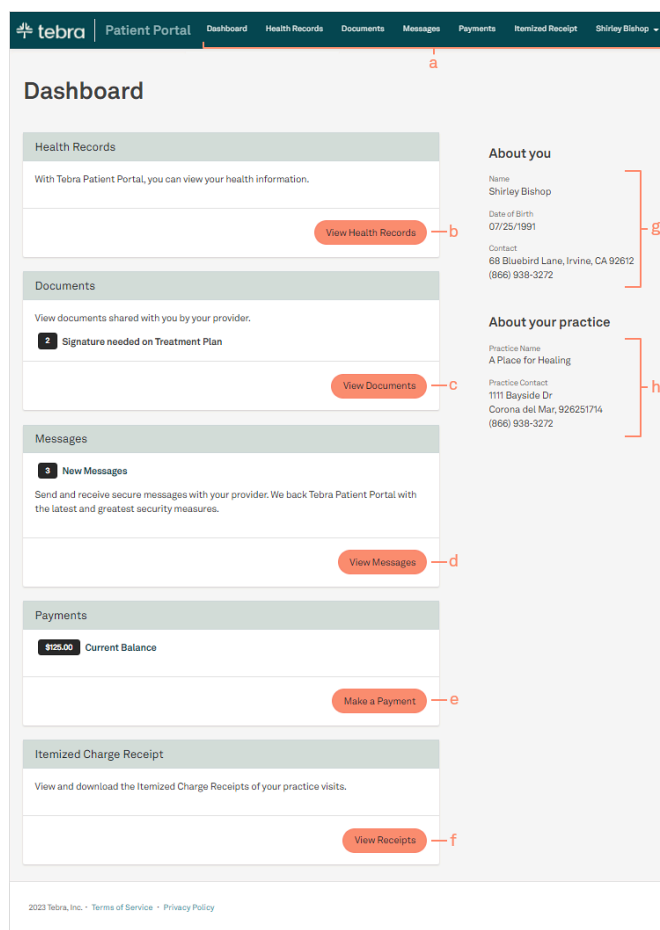 tebra Patient Portal Dashboard Health Records Documents Messages Payments Itemized Receipt Shirley Bishop
a
Dashboard
Health Records
With Tebra Patient Portal, you can view your health information.
View Health Records
b
Documents
View documents shared with you by your provider.
2 Signature needed on Treatment Plan
View Documents
c
Messages
3 New Messages
Send and receive secure messages with your provider. We back Tebra Patient Portal with
the latest and greatest security measures.
View Messages
d
Payments
$125.00 Current Balance
Make a Payment
e
Itemized Charge Receipt
View and download the Itemized Charge Receipts of your practice visits.
View Receipts
f
About you
Name
Shirley Bishop
Date of Birth
07/25/1991
Contact
68 Bluebird Lane, Irvine, CA 92612
(866) 938-3272
g
About your practice
Practice Name
A Place for Healing
Practice Contact
1111 Bayside Dr
Corona del Mar, 926251714
(866) 938-3272
h
2023 Tebra, Inc. • Terms of Service • Privacy Policy